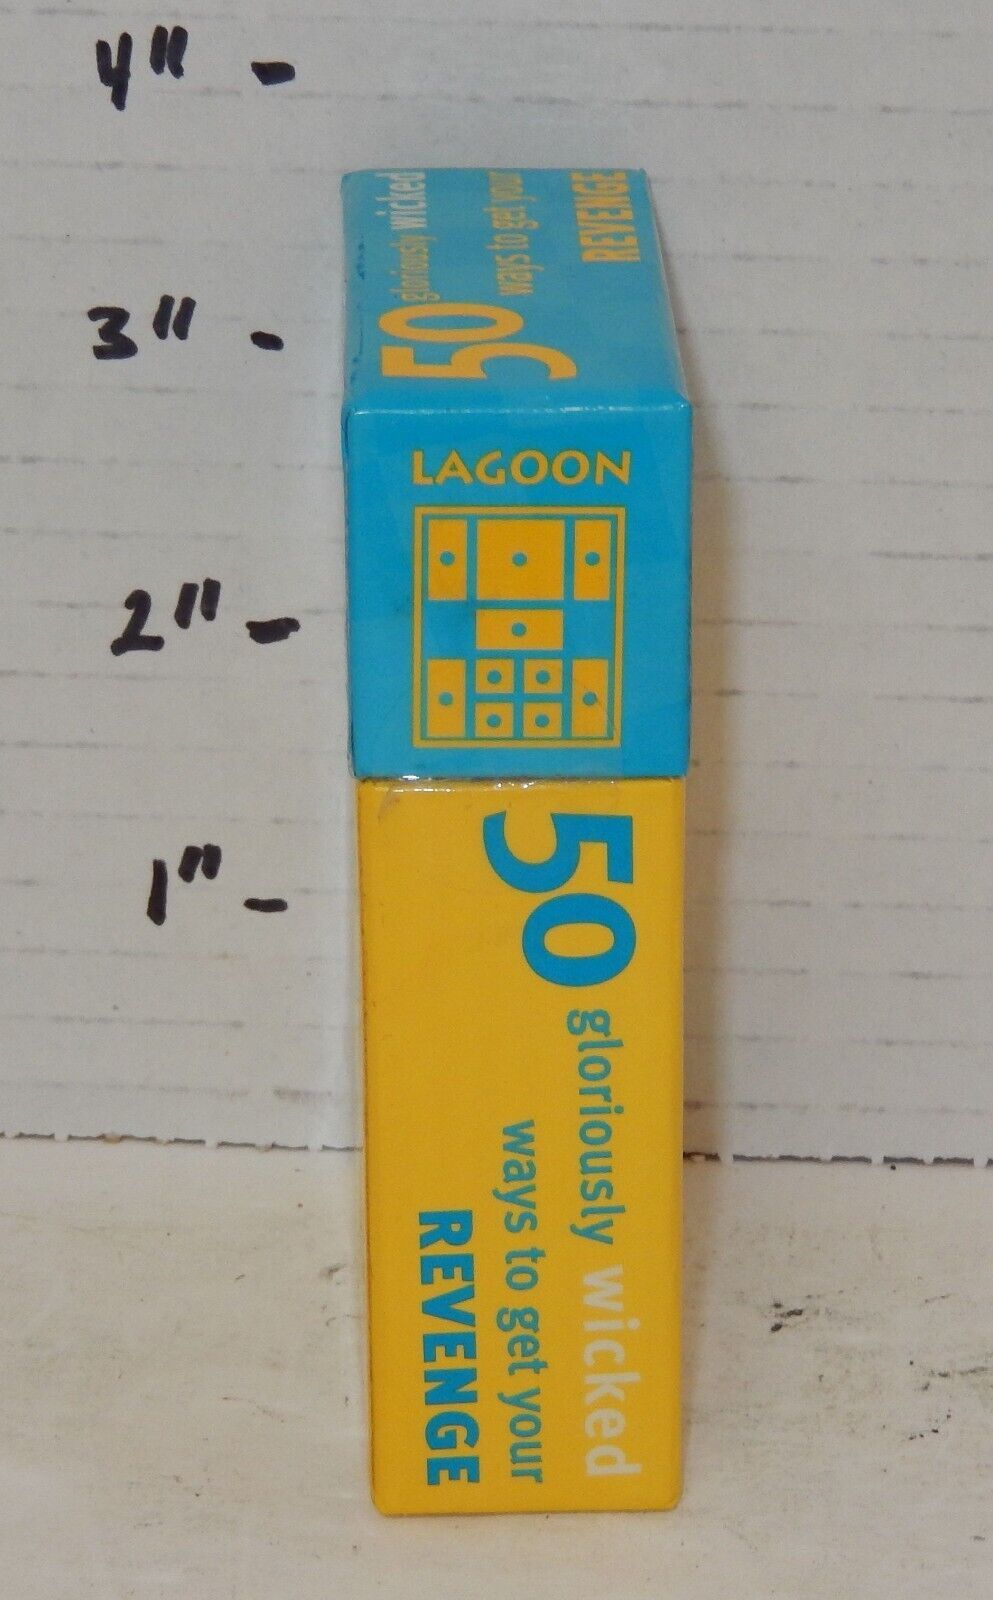 4" -
3" -
2" -
1" -
50 gloriously wicked
ways to get your
REVENGE
LAGOON
50 gloriously wicked
ways to get your
REVENGE